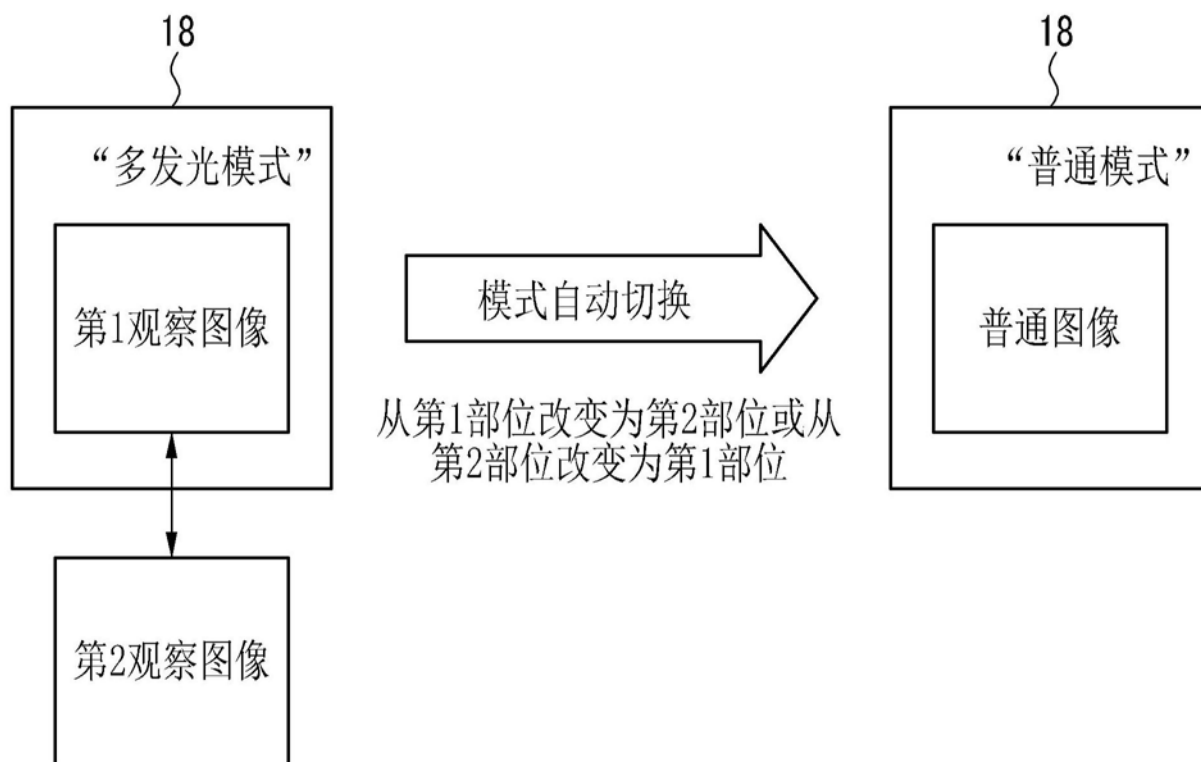 18
18
“多发光模式”
“普通模式”
第1观察图像
模式自动切换
普通图像
从第1部位改变为第2部位或从
第2部位改变为第1部位
第2观察图像